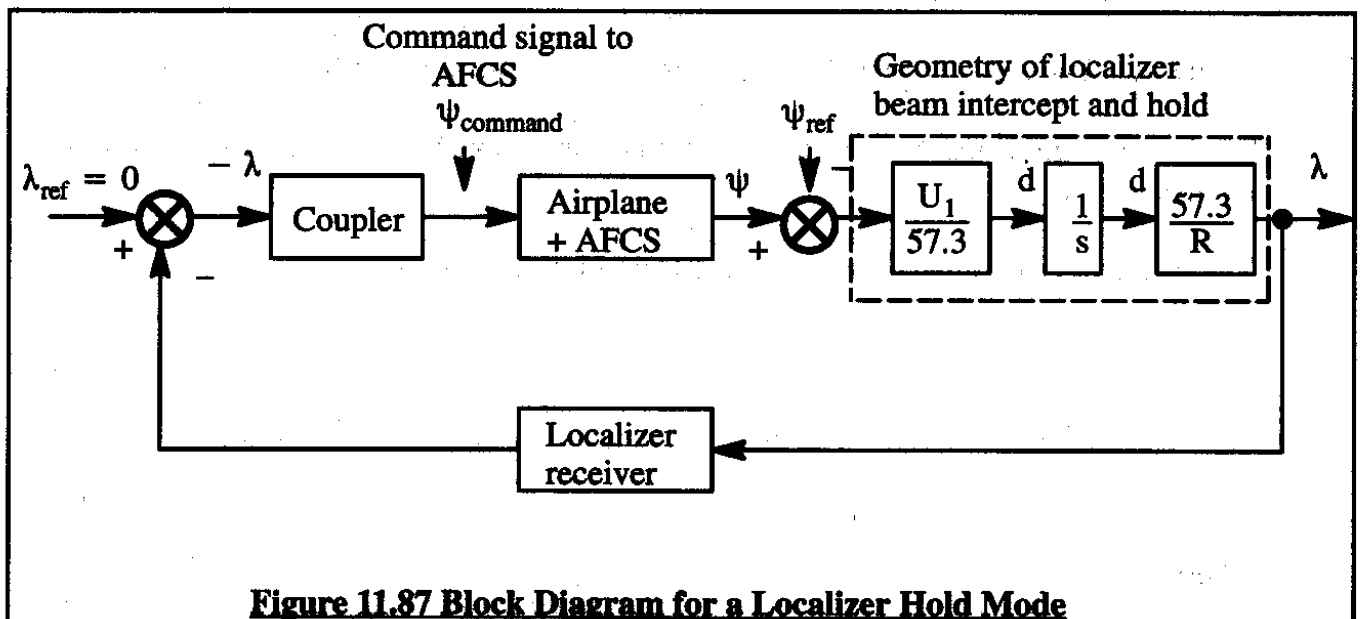 Command signal to
AFCS
ψcommand
Geometry of localizer
beam intercept and hold
ψref
λref = 0
− λ
+
−
Coupler
Airplane
+ AFCS
ψ
+
−
U1
57.3
d
1
s
d
57.3
R
λ
Localizer
receiver
Figure 11.87 Block Diagram for a Localizer Hold Mode